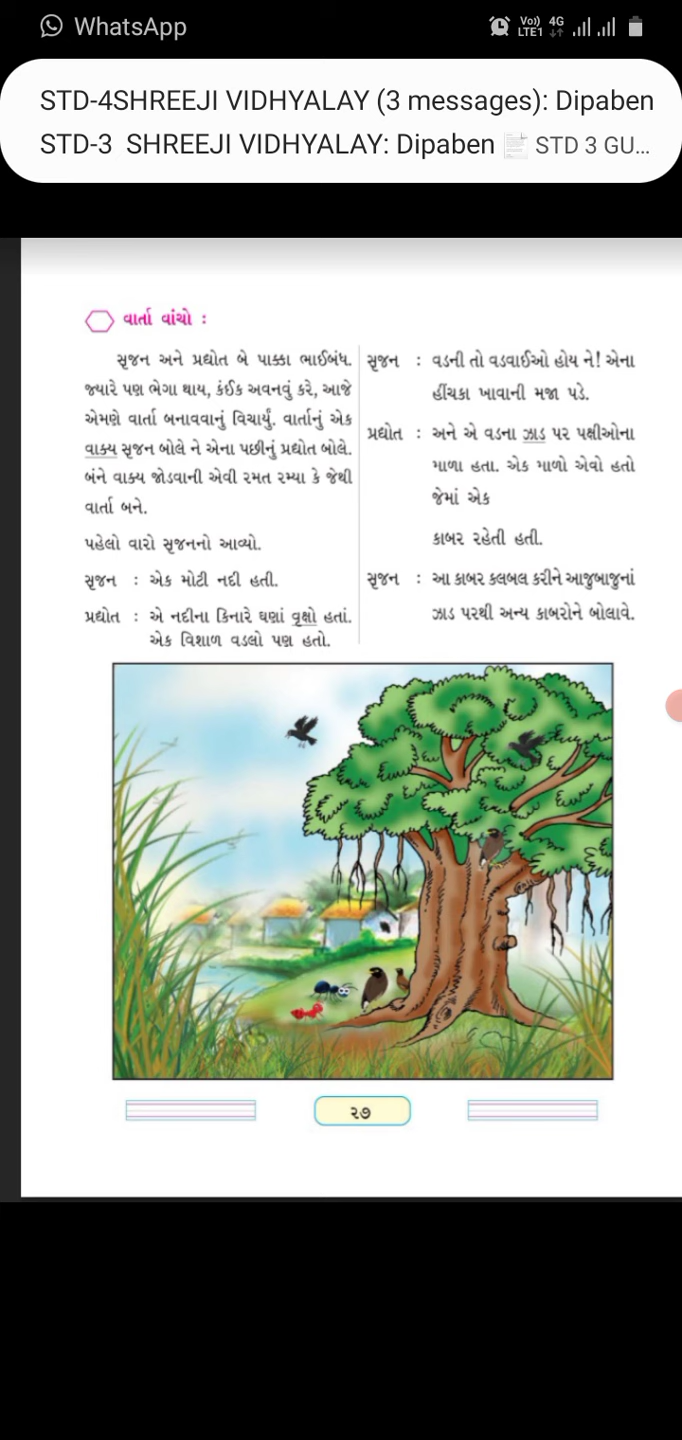 WhatsApp
Vo)) LTE1 4G
STD-4SHREEJI VIDHYALAY (3 messages): Dipaben
STD-3 SHREEJI VIDHYALAY: Dipaben STD 3 GU...
વાર્તા વાંચો :
સૃજન અને પ્રદ્યોત બે પાક્કા ભાઈબંધ.
જ્યારે પણ ભેગા થાય, કંઈક અવનવું કરે, આજે
એમણે વાર્તા બનાવવાનું વિચાર્યું. વાર્તાનું એક
વાક્ય સૃજન બોલે ને એના પછીનું પ્રદ્યોત બોલે.
બંને વાક્ય જોડવાની એવી રમત રમ્યા કે જેથી
વાર્તા બને.
પહેલો વારો સૃજનનો આવ્યો.
સૃજન : એક મોટી નદી હતી.
પ્રદ્યોત : એ નદીના કિનારે ઘણાં વૃક્ષો હતાં.
એક વિશાળ વડલો પણ હતો.
સૃજન : વડની તો વડવાઈઓ હોય ને! એના
હીંચકા ખાવાની મજા પડે.
પ્રદ્યોત : અને એ વડના ઝાડ પર પક્ષીઓના
માળા હતા. એક માળો એવો હતો
જેમાં એક
કાબર રહેતી હતી.
સૃજન : આ કાબર કલબલ કરીને આજુબાજુનાં
ઝાડ પરથી અન્ય કાબરોને બોલાવે.
૨૭